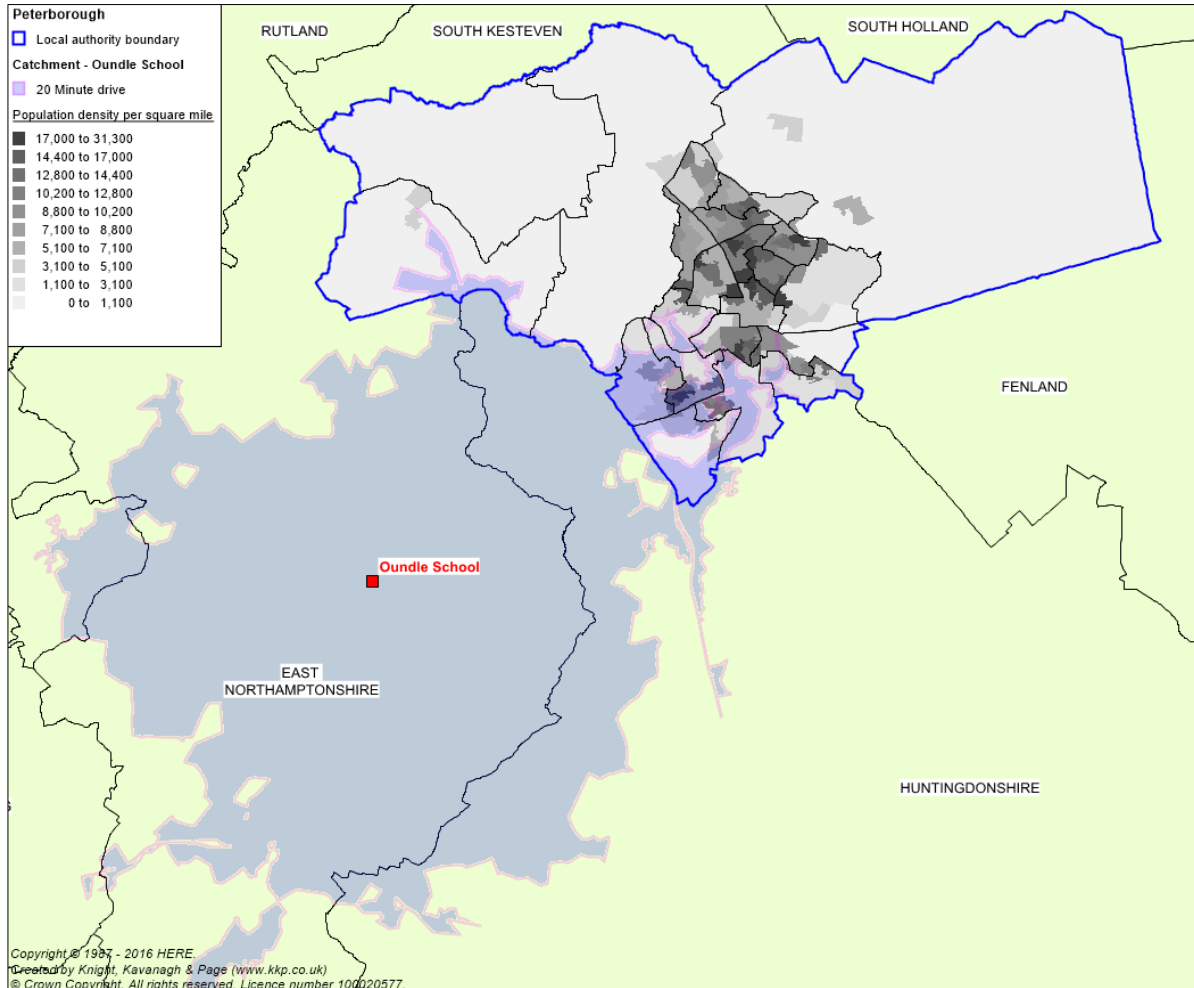 Peterborough
Local authority boundary
Catchment - Oundle School
20 Minute drive
Population density per square mile
17,000 to 31,300
14,400 to 17,000
12,800 to 14,400
10,200 to 12,800
8,800 to 10,200
7,100 to 8,800
5,100 to 7,100
3,100 to 5,100
1,100 to 3,100
0 to 1,100
RUTLAND
SOUTH KESTEVEN
SOUTH HOLLAND
FENLAND
Oundle School
EAST
NORTHAMPTONSHIRE
HUNTINGDONSHIRE
Copyright © 1987 - 2016 HERE.
Created by Knight, Kavanagh & Page (www.kkp.co.uk)
© Crown Copyright. All rights reserved. Licence number 100020577.